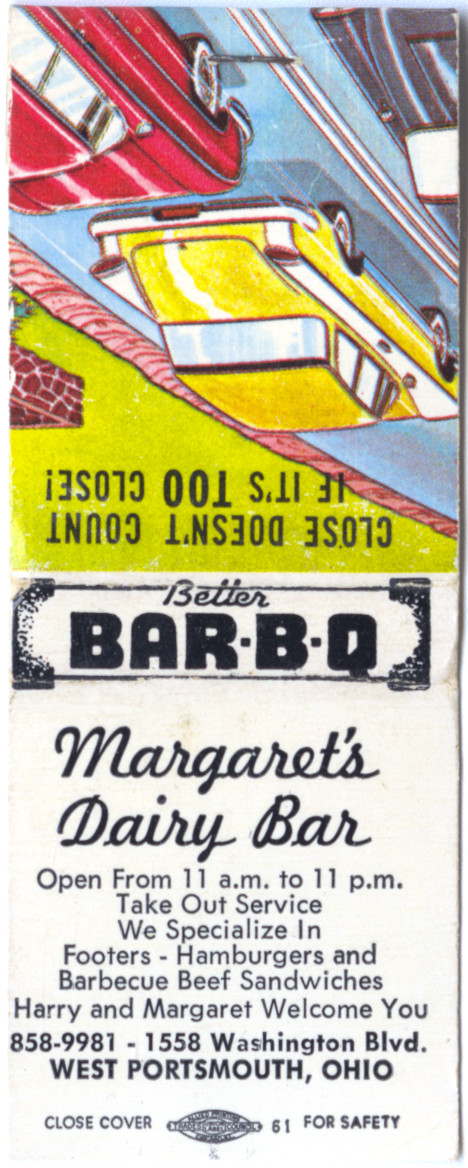 CLOSE DOESN'T COUNT
IF IT'S TOO CLOSE!
Better
BAR-B-Q
Margaret's
Dairy Bar
Open From 11 a.m. to 11 p.m.
Take Out Service
We Specialize In
Footers - Hamburgers and
Barbecue Beef Sandwiches
Harry and Margaret Welcome You
858-9981 - 1558 Washington Blvd.
WEST PORTSMOUTH, OHIO
CLOSE COVER 61 FOR SAFETY